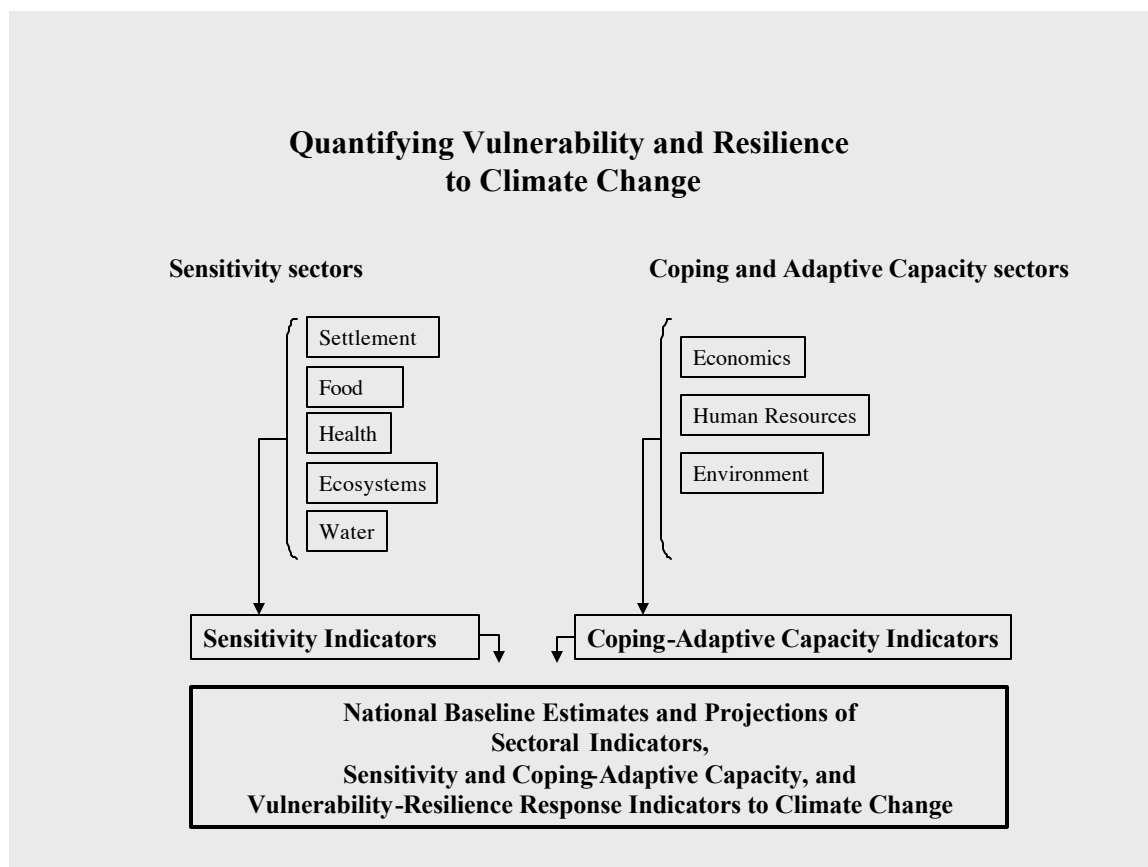 Quantifying Vulnerability and Resilience
to Climate Change
Sensitivity sectors
Settlement
Food
Health
Ecosystems
Water
Coping and Adaptive Capacity sectors
Economics
Human Resources
Environment
Sensitivity Indicators
Coping-Adaptive Capacity Indicators
National Baseline Estimates and Projections of
Sectoral Indicators,
Sensitivity and Coping-Adaptive Capacity, and
Vulnerability-Resilience Response Indicators to Climate Change